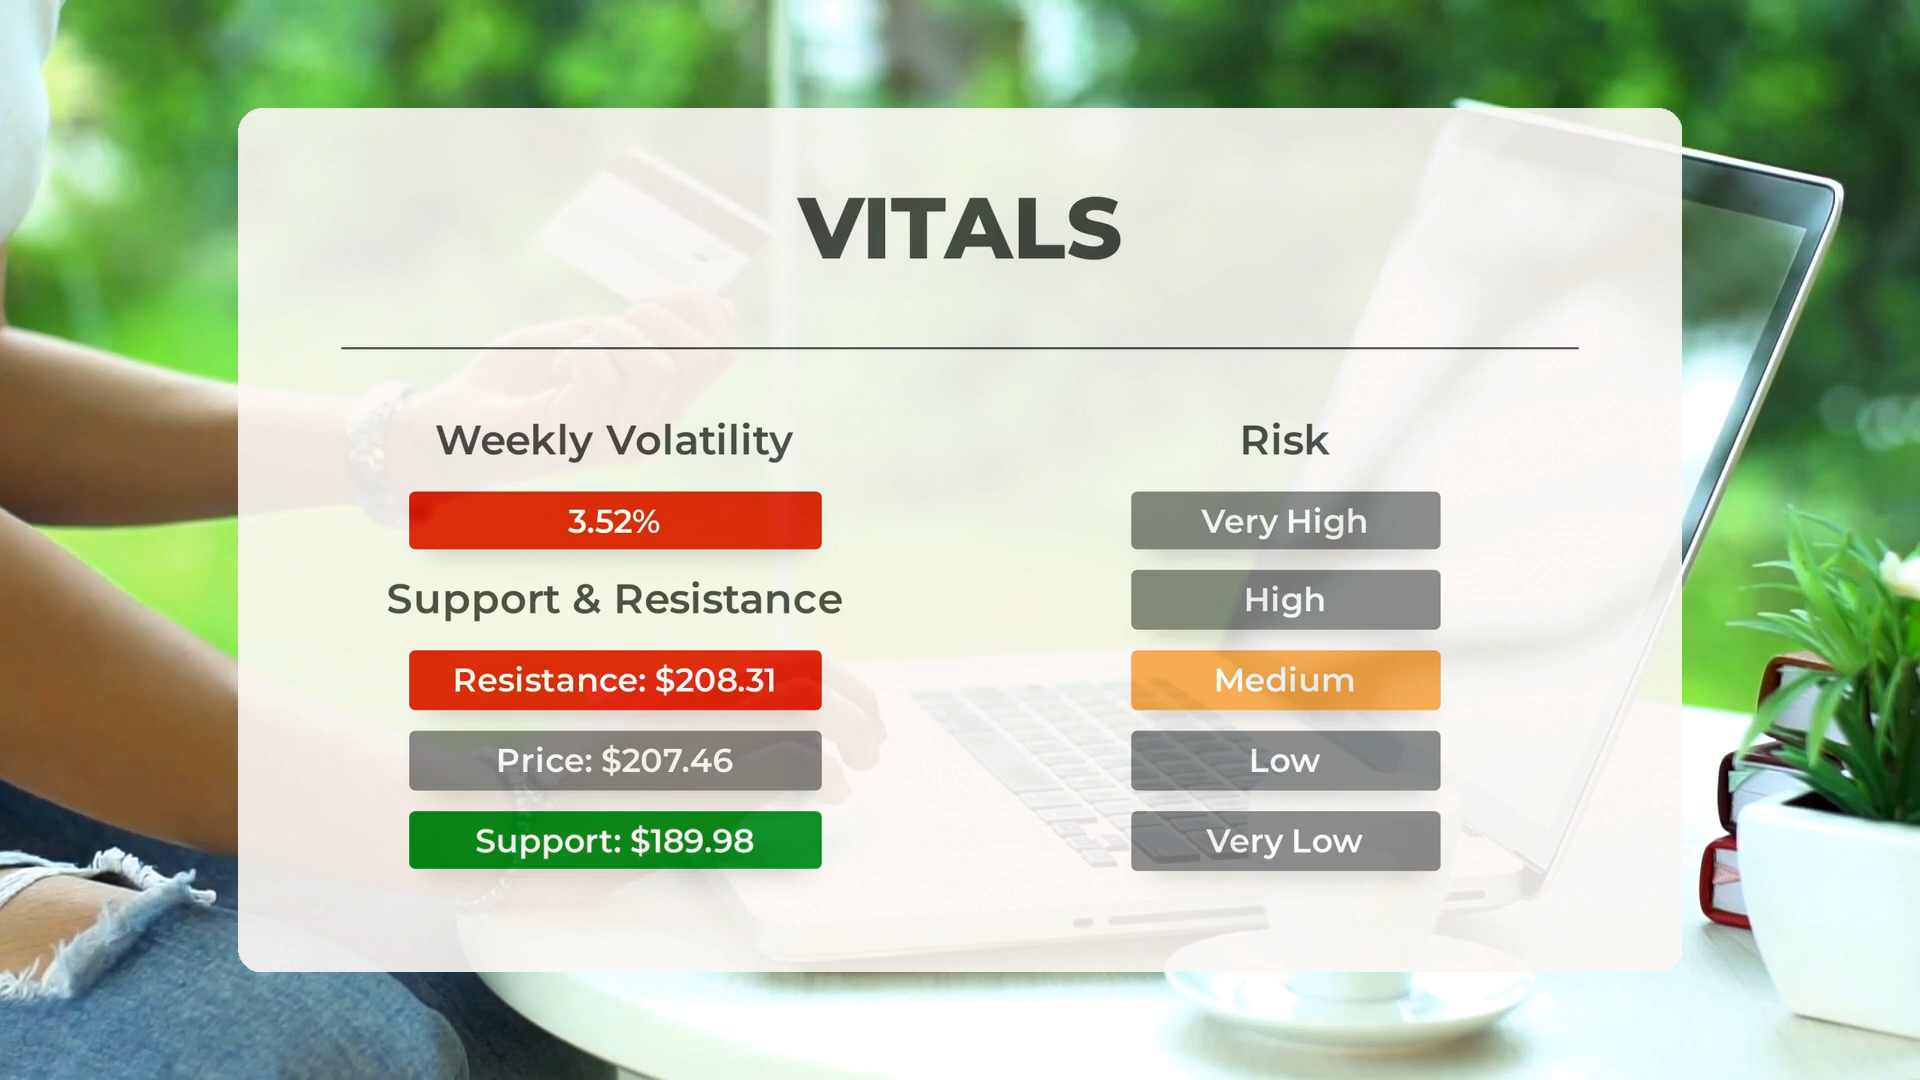 VITALS
Weekly Volatility
3.52%
Support & Resistance
Resistance: $208.31
Price: $207.46
Support: $189.98
Risk
Very High
High
Medium
Low
Very Low